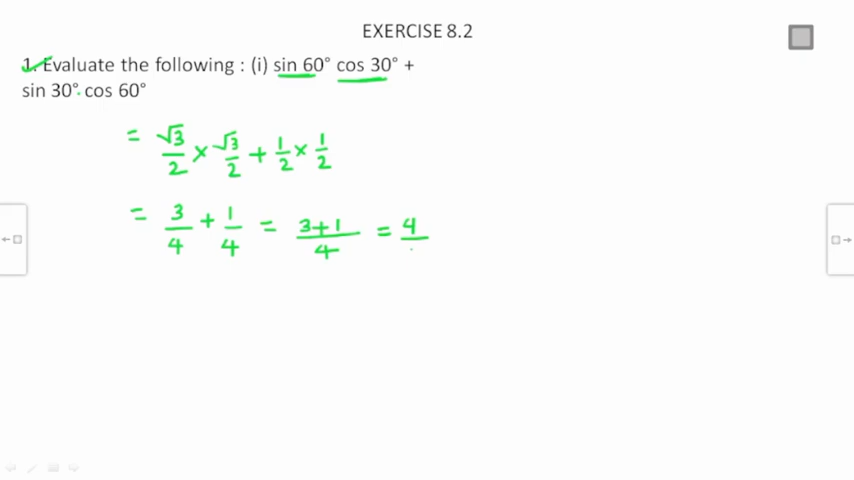 EXERCISE 8.2
1. Evaluate the following : (i) sin 60° cos 30° +
sin 30° cos 60°
= √3/2 × √3/2 + 1/2 × 1/2
= 3/4 + 1/4 = 3+1/4 = 4/